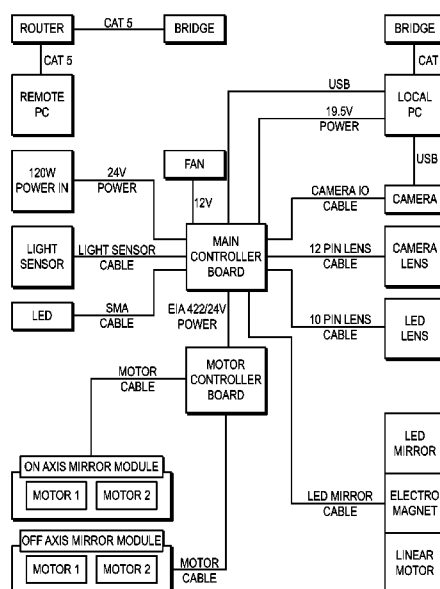 ROUTER
CAT 5
BRIDGE
BRIDGE
CAT 5
CAT
REMOTE
PC
USB
LOCAL
PC
19.5V
POWER
120W
POWER IN
24V
POWER
FAN
12V
USB
CAMERA IO
CABLE
CAMERA
LIGHT
SENSOR
LIGHT SENSOR
CABLE
MAIN
CONTROLLER
BOARD
12 PIN LENS
CABLE
CAMERA
LENS
LED
SMA
CABLE
EIA 422/24V
POWER
10 PIN LENS
CABLE
LED
LENS
MOTOR
CABLE
MOTOR
CONTROLLER
BOARD
LED
MIRROR
ON AXIS MIRROR MODULE
MOTOR 1
MOTOR 2
LED MIRROR
CABLE
ELECTRO
MAGNET
OFF AXIS MIRROR MODULE
MOTOR 1
MOTOR 2
MOTOR
CABLE
LINEAR
MOTOR